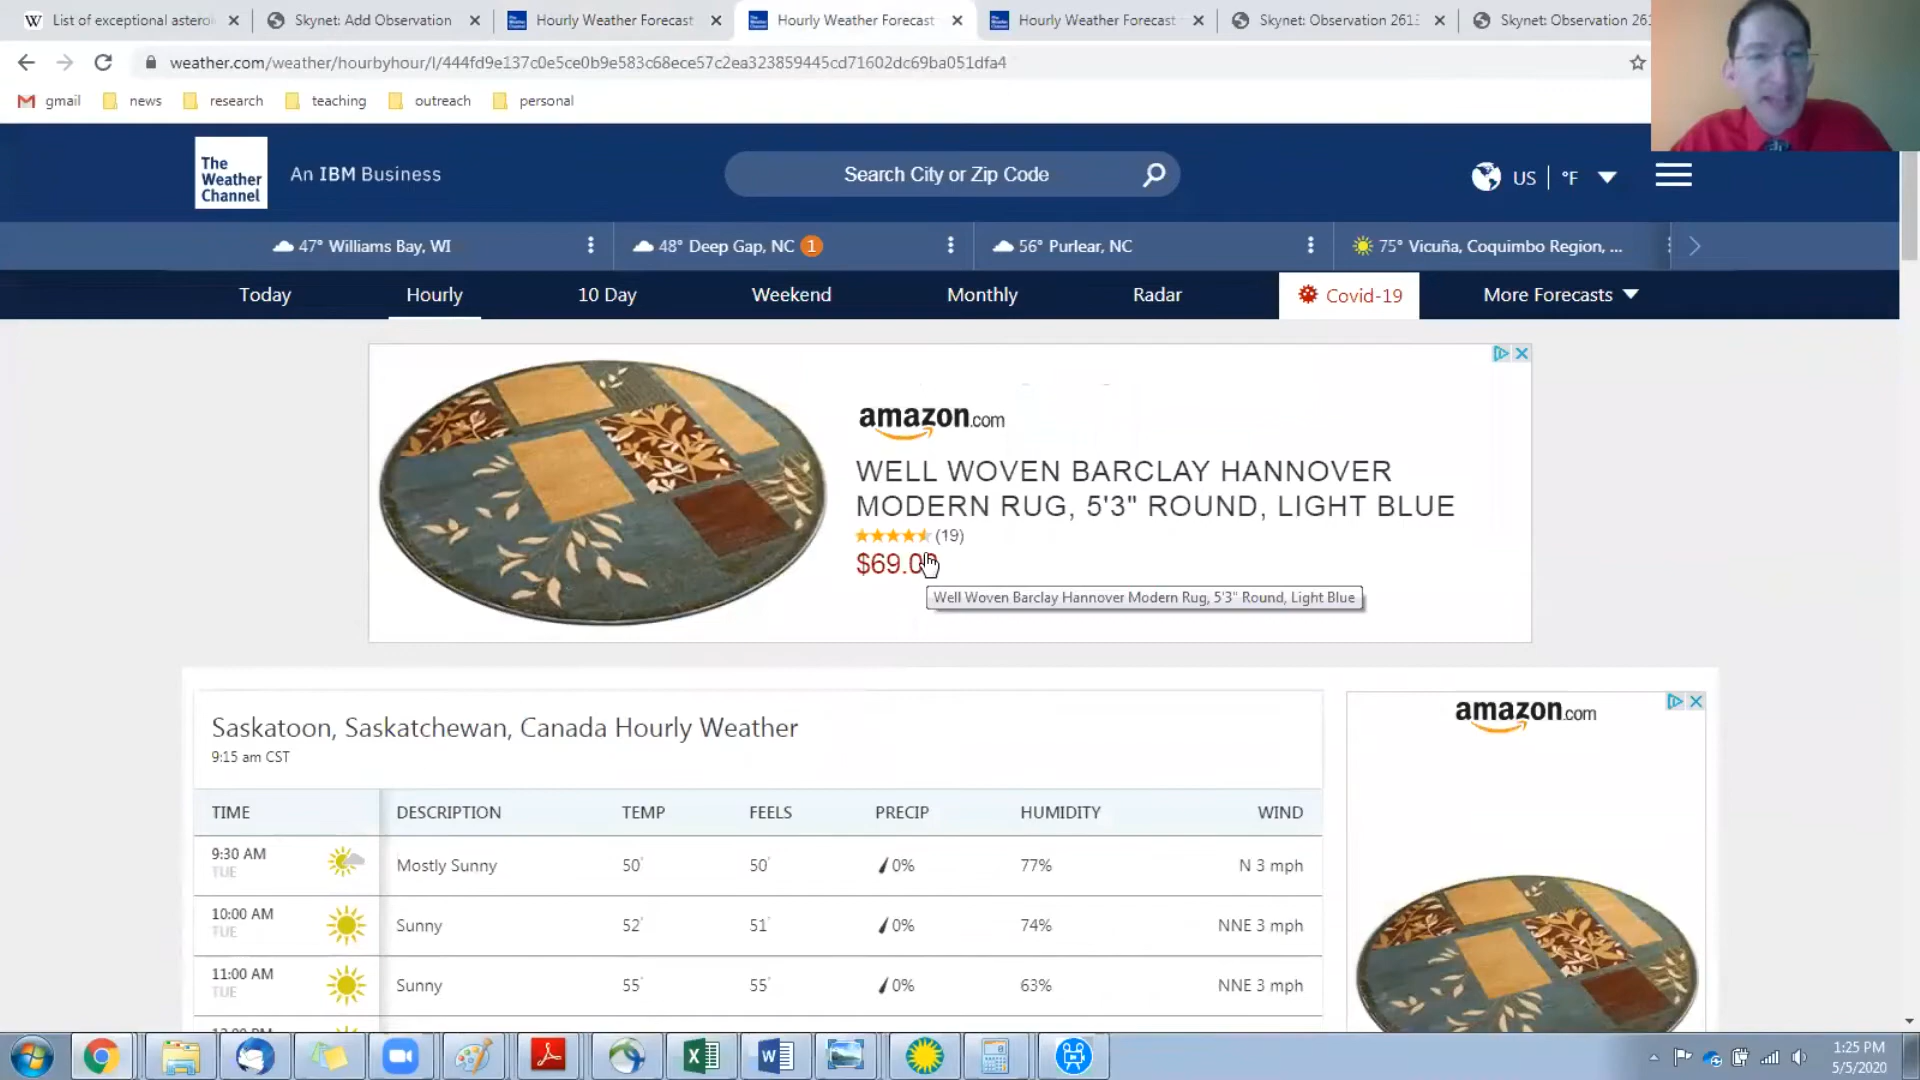 List of exceptional asteroi
Skynet: Add Observation
Hourly Weather Forecast
Hourly Weather Forecast
Hourly Weather Forecast
Skynet: Observation 261
Skynet: Observation 261
weather.com/weather/hourbyhour/l/444fd9e137c0e5ce0b9e583c68ece57c2ea323859445cd71602dc69ba051dfa4
gmail news research teaching outreach personal
The
Weather
Channel
An IBM Business
Search City or Zip Code
US | °F
47° Williams Bay, WI
48° Deep Gap, NC 1
56° Purlear, NC
75° Vicuña, Coquimbo Region, ...
Today Hourly 10 Day Weekend Monthly Radar Covid-19 More Forecasts
amazon.com
WELL WOVEN BARCLAY HANNOVER
MODERN RUG, 5'3" ROUND, LIGHT BLUE
(19)
$69.0
Well Woven Barclay Hannover Modern Rug, 5'3" Round, Light Blue
Saskatoon, Saskatchewan, Canada Hourly Weather
9:15 am CST
amazon.com
TIME DESCRIPTION TEMP FEELS PRECIP HUMIDITY WIND
9:30 AM
TUE
Mostly Sunny 50° 50° 0% 77% N 3 mph
10:00 AM
TUE
Sunny 52° 51° 0% 74% NNE 3 mph
11:00 AM
TUE
Sunny 55° 55° 0% 63% NNE 3 mph
1:25 PM
5/5/2020